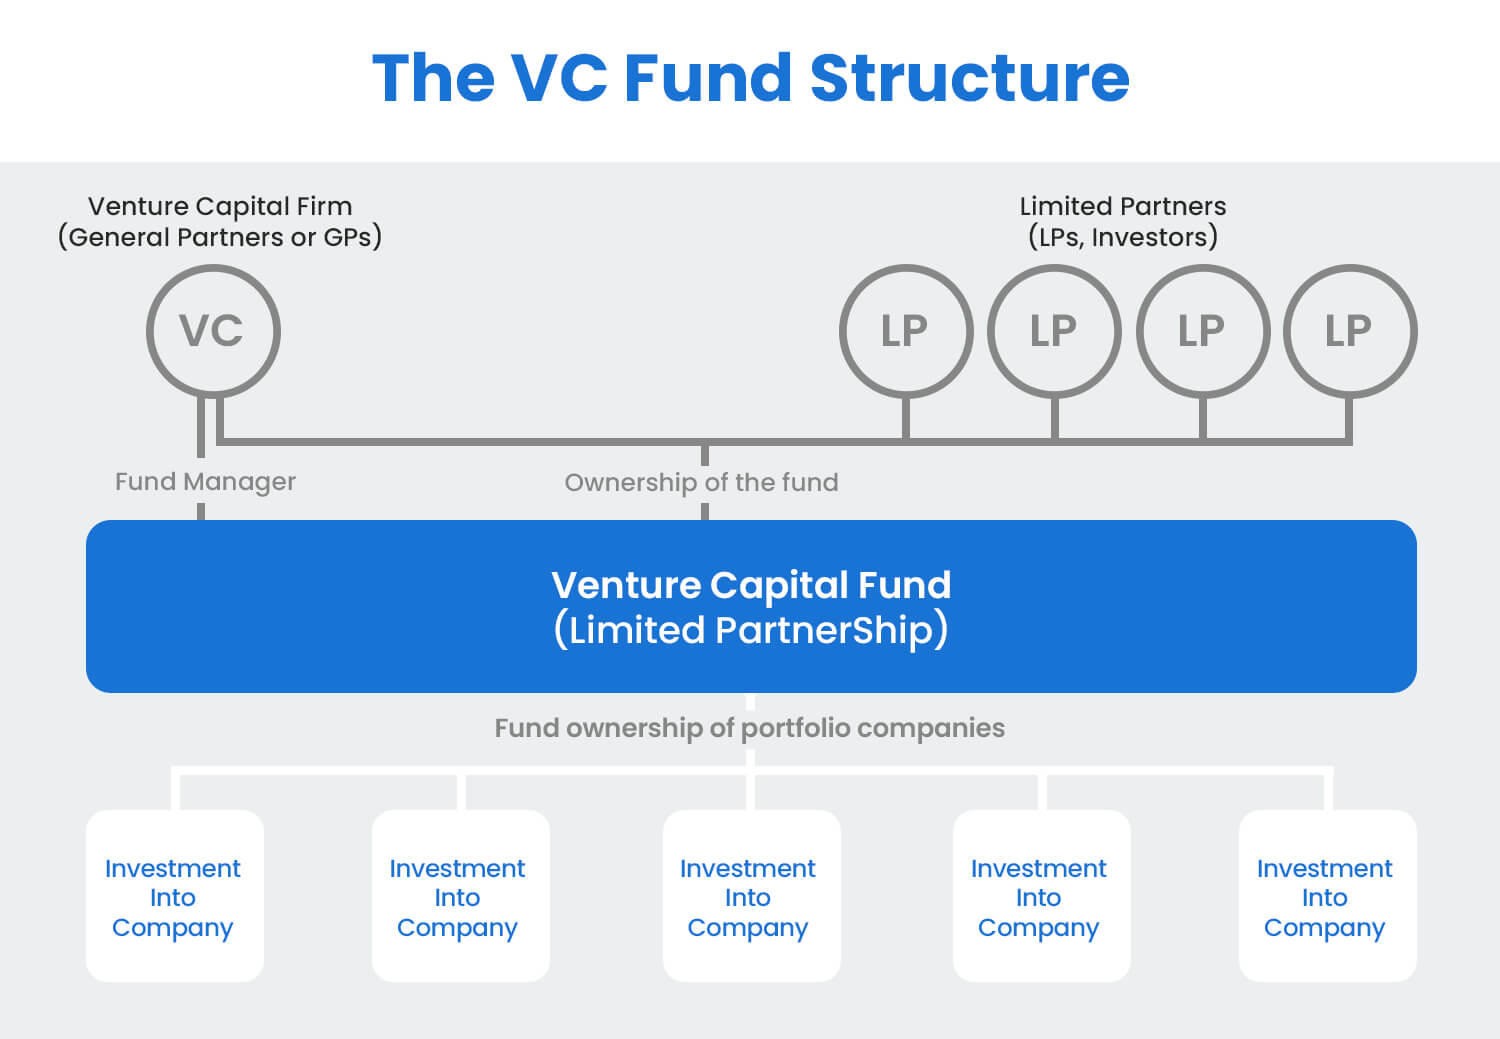 The VC Fund Structure
Venture Capital Firm
(General Partners or GPs)
Limited Partners
(LPs, Investors)
VC
LP
LP
LP
LP
Fund Manager
Ownership of the fund
Venture Capital Fund
(Limited PartnerShip)
Fund ownership of portfolio companies
Investment
Into
Company
Investment
Into
Company
Investment
Into
Company
Investment
Into
Company
Investment
Into
Company